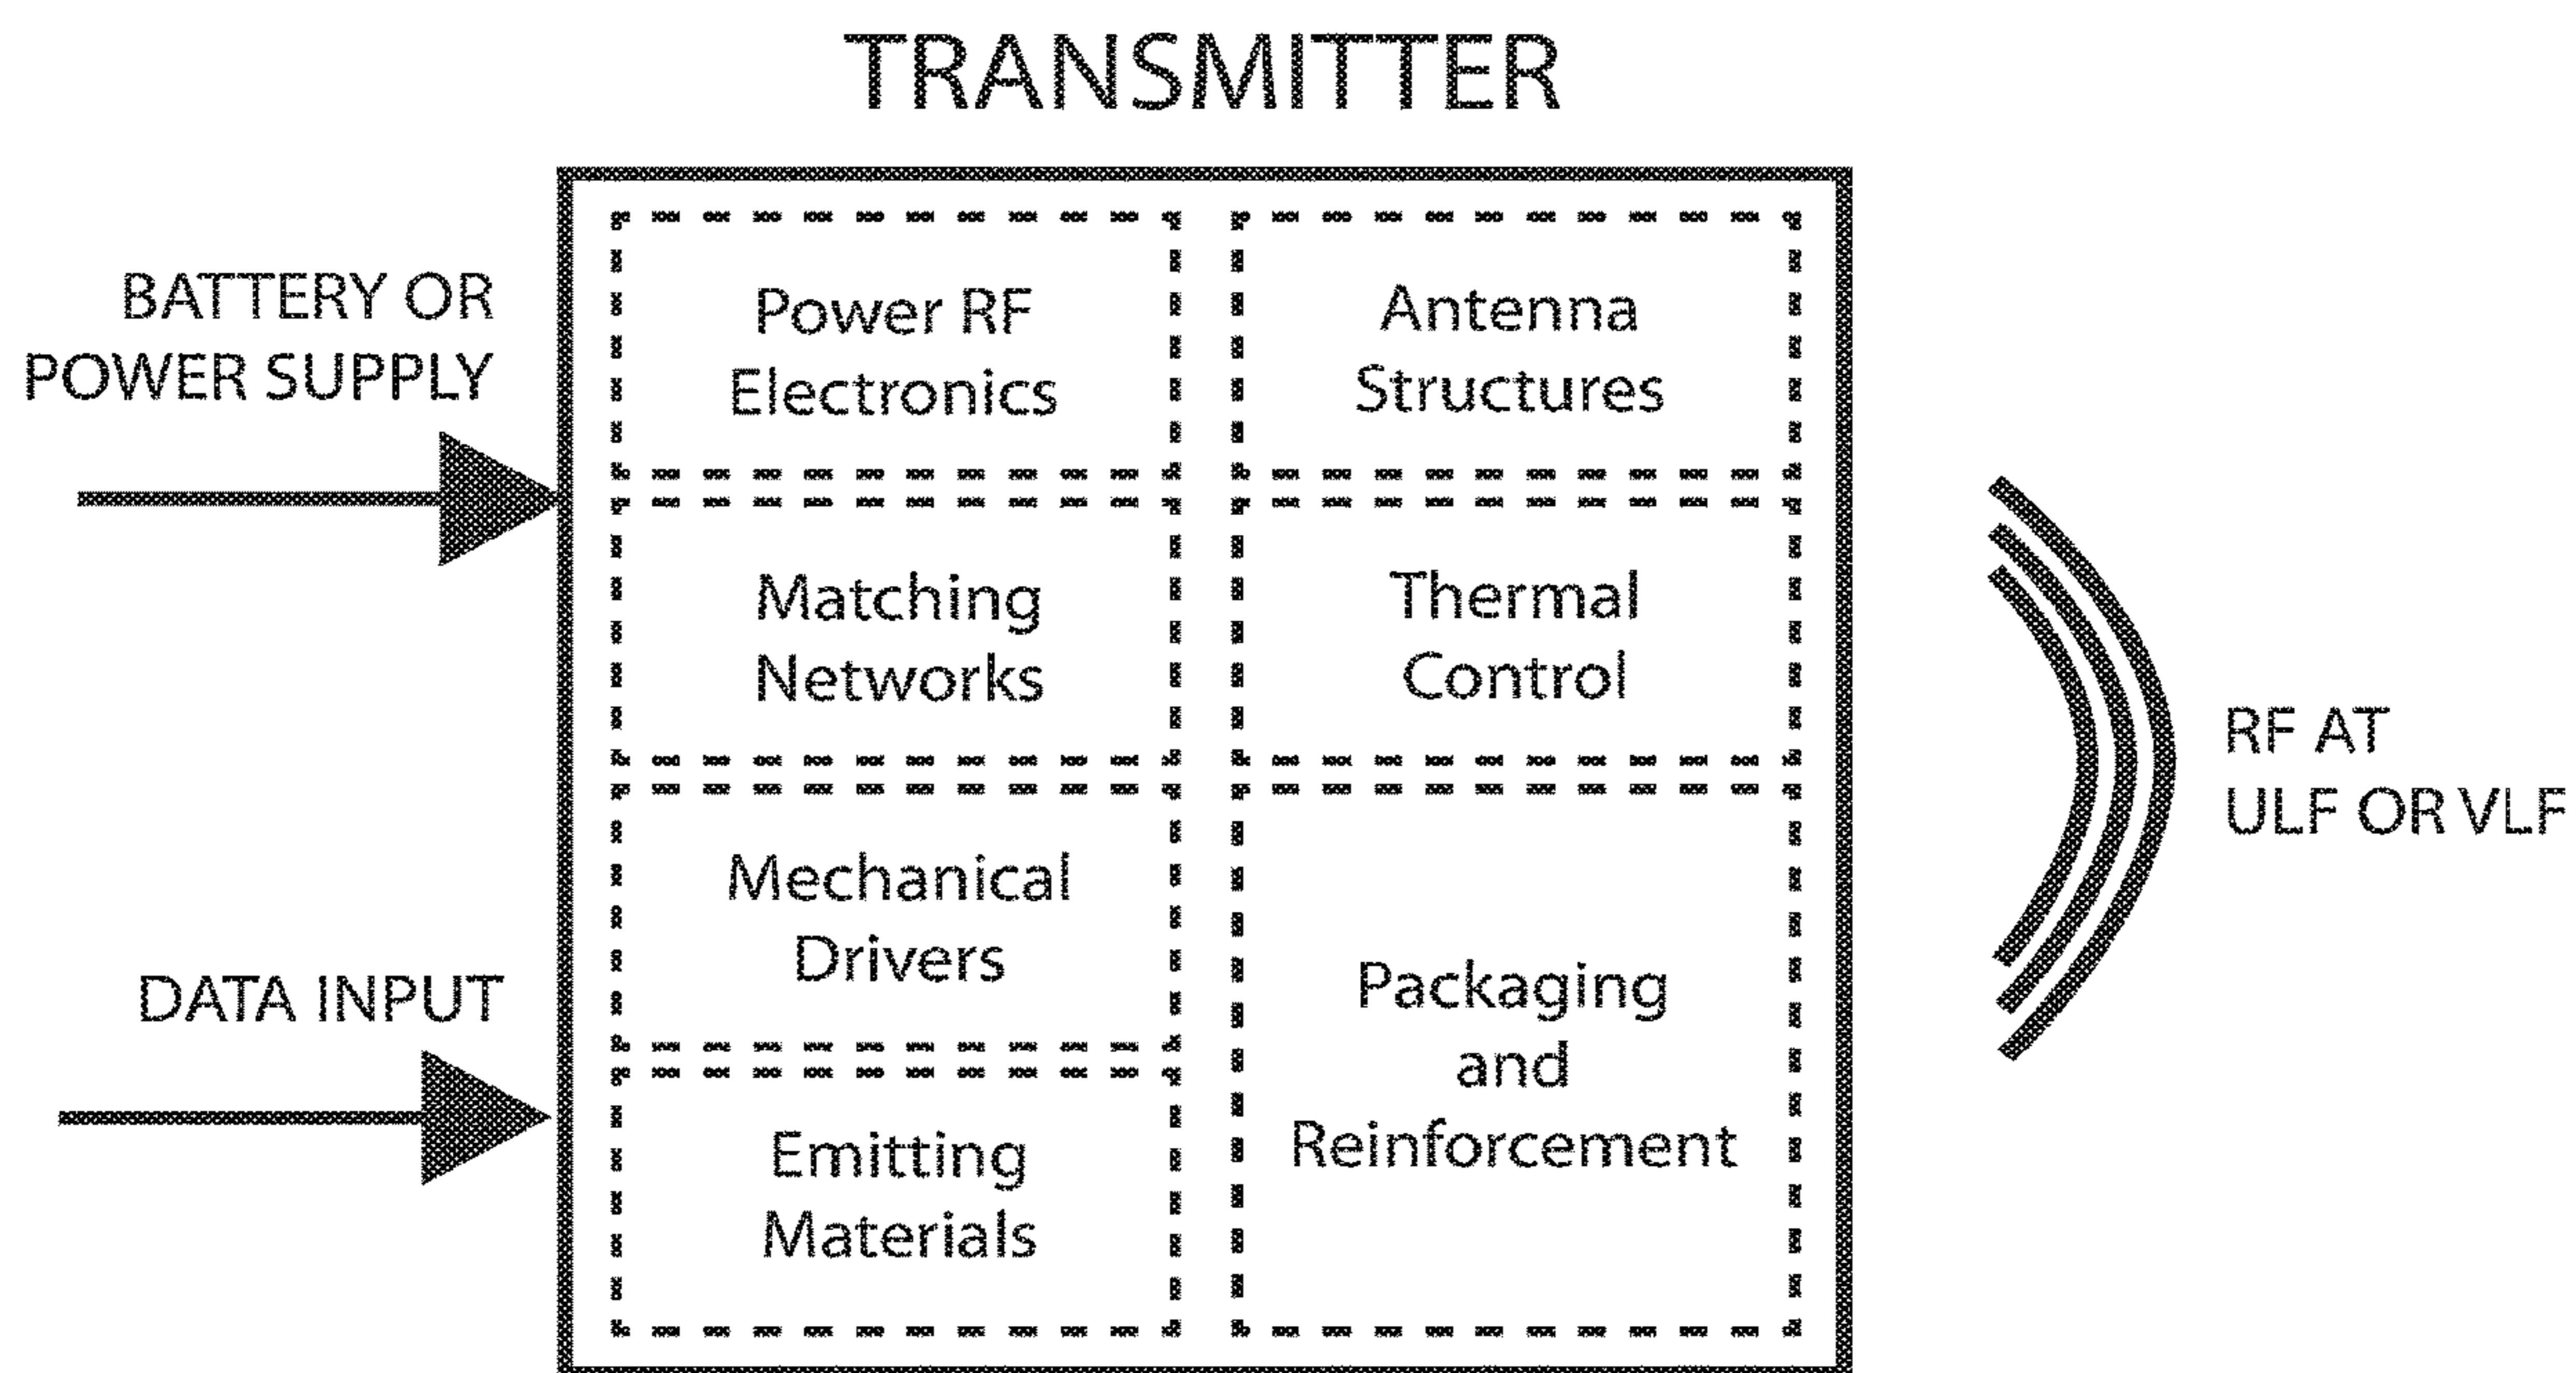 TRANSMITTER
BATTERY OR
POWER SUPPLY
DATA INPUT
Power RF
Electronics
Matching
Networks
Mechanical
Drivers
Emitting
Materials
Antenna
Structures
Thermal
Control
Packaging
and
Reinforcement
RF AT
ULF OR VLF